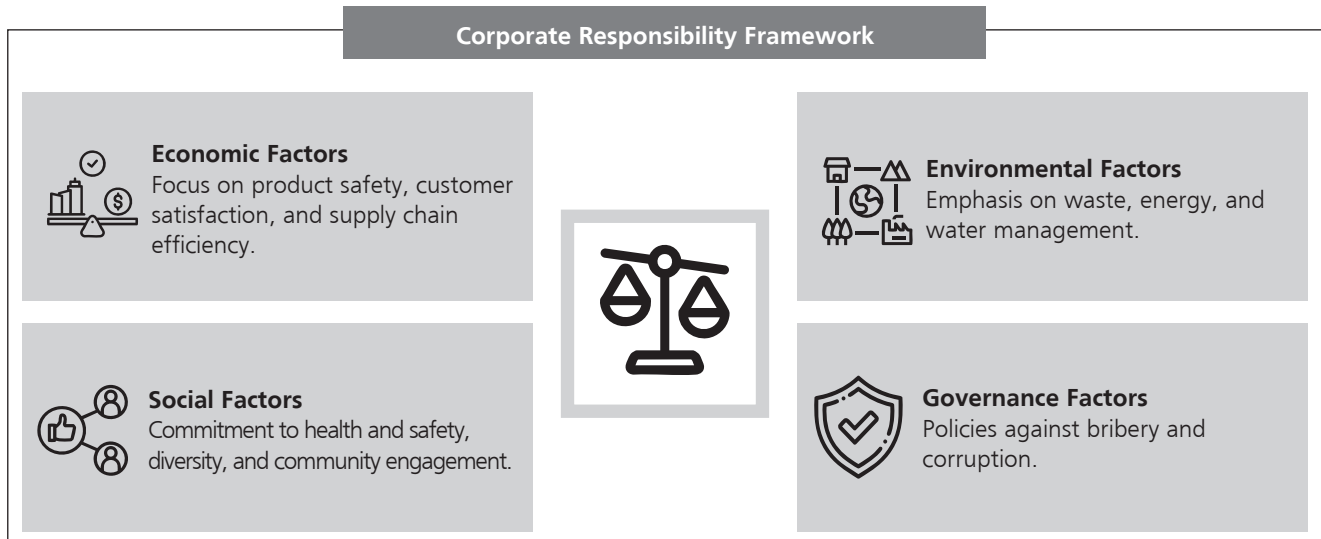 Corporate Responsibility Framework
Economic Factors
Focus on product safety, customer
satisfaction, and supply chain
efficiency.
Environmental Factors
Emphasis on waste, energy, and
water management.
Social Factors
Commitment to health and safety,
diversity, and community engagement.
Governance Factors
Policies against bribery and
corruption.